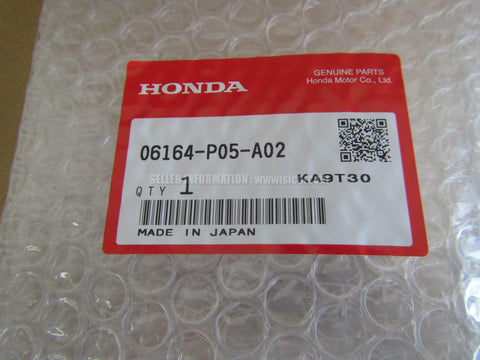 GENUINE PARTS
HONDA
Honda Motor Co., Ltd.
06164-P05-A02
KA9T30
QTY 1
MADE IN JAPAN